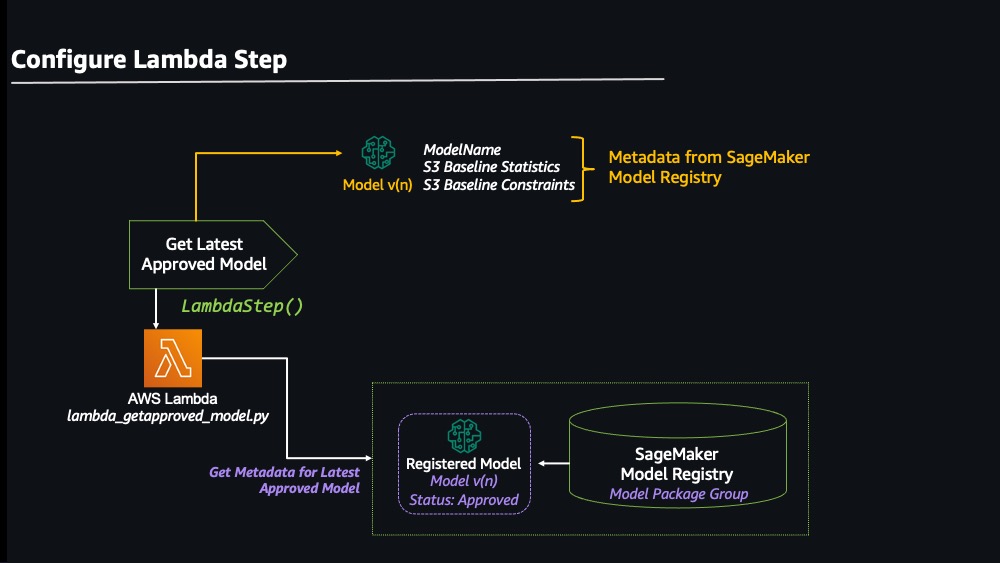 Configure Lambda Step
ModelName
S3 Baseline Statistics
S3 Baseline Constraints
Model v(n)
Metadata from SageMaker
Model Registry
Get Latest
Approved Model
LambdaStep()
AWS Lambda
lambda_getapproved_model.py
Get Metadata for Latest
Approved Model
Registered Model
Model v(n)
Status: Approved
SageMaker
Model Registry
Model Package Group